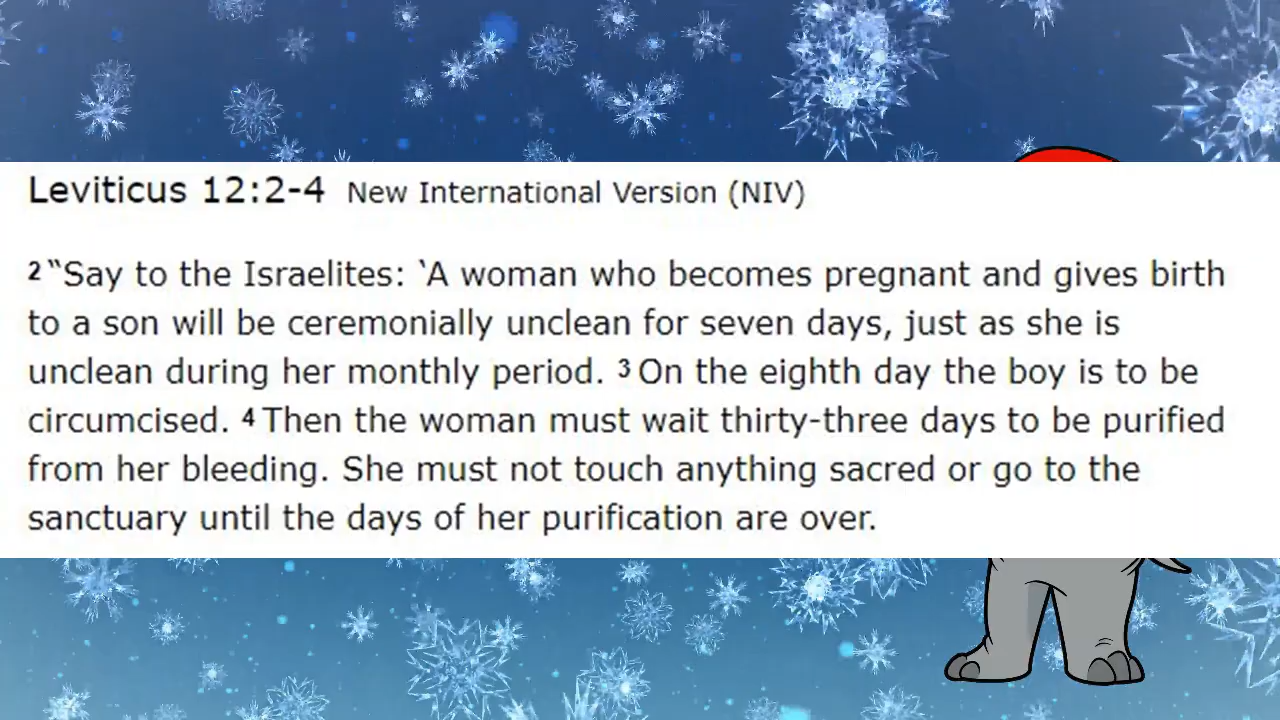 Leviticus 12:2-4 New International Version (NIV)
2 “Say to the Israelites: ‘A woman who becomes pregnant and gives birth
to a son will be ceremonially unclean for seven days, just as she is
unclean during her monthly period. 3 On the eighth day the boy is to be
circumcised. 4 Then the woman must wait thirty-three days to be purified
from her bleeding. She must not touch anything sacred or go to the
sanctuary until the days of her purification are over.